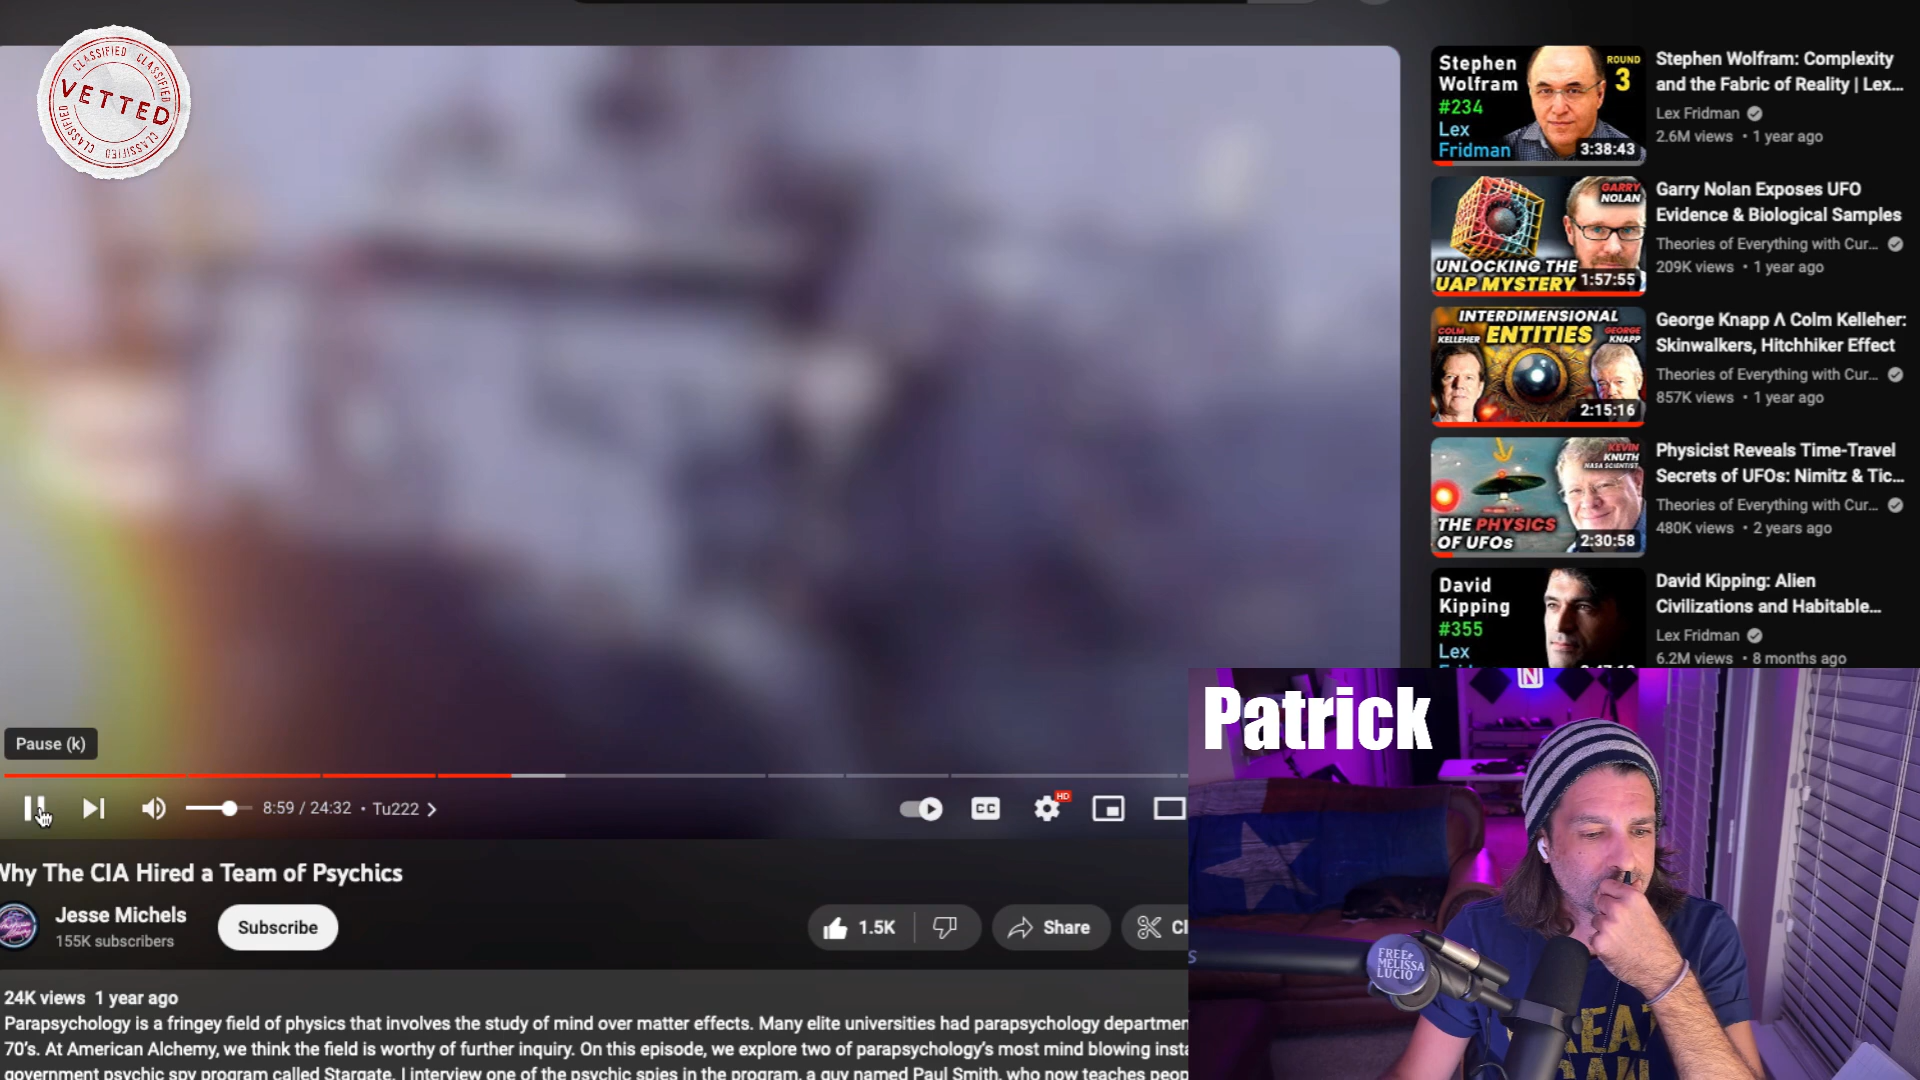 CLASSIFIED CLASSIFIED
VETTED
CLASSIFIED CLASSIFIED
Stephen
Wolfram
#234
Lex
Fridman
ROUND
3
3:38:43
Stephen Wolfram: Complexity
and the Fabric of Reality | Lex...
Lex Fridman
2.6M views • 1 year ago
GARRY
NOLAN
UNLOCKING THE
UAP MYSTERY
1:57:55
Garry Nolan Exposes UFO
Evidence & Biological Samples
Theories of Everything with Cur...
209K views • 1 year ago
INTERDIMENSIONAL
ENTITIES
COLM
KELLEHER
GEORGE
KNAPP
2:15:16
George Knapp Λ Colm Kelleher:
Skinwalkers, Hitchhiker Effect
Theories of Everything with Cur...
857K views • 1 year ago
KEVIN
KNUTH
NASA SCIENTIST
THE PHYSICS
OF UFOs
2:30:58
Physicist Reveals Time-Travel
Secrets of UFOs: Nimitz & Tic...
Theories of Everything with Cur...
480K views • 2 years ago
David
Kipping
#355
Lex
David Kipping: Alien
Civilizations and Habitable...
Lex Fridman
6.2M views • 8 months ago
Pause (k)
8:59 / 24:32 • Tu222
CC
HD
Why The CIA Hired a Team of Psychics
Jesse Michels
155K subscribers
Subscribe
1.5K
Share
24K views 1 year ago
Parapsychology is a fringey field of physics that involves the study of mind over matter effects. Many elite universities had parapsychology departmen
70's. At American Alchemy, we think the field is worthy of further inquiry. On this episode, we explore two of parapsychology's most mind blowing insta
government psychic spy program called Stargate. I interview one of the psychic spies in the program, a guy named Paul Smith, who now teaches peop
Patrick
N
FREE
MELISSA
LUCIO